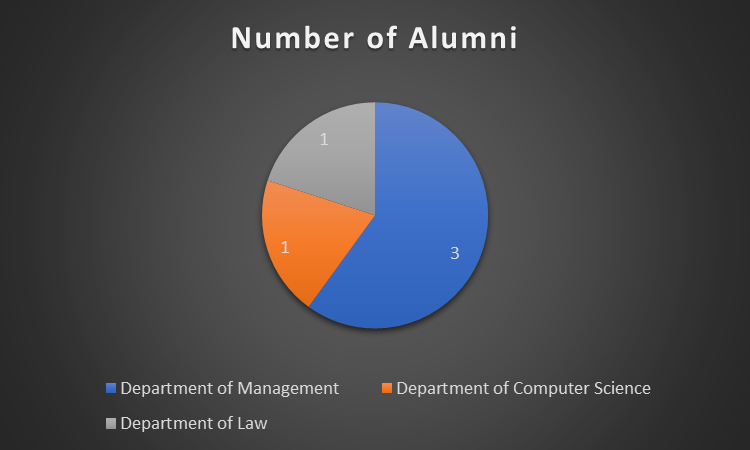 Number of Alumni
1
1
3
Department of Management
Department of Computer Science
Department of Law